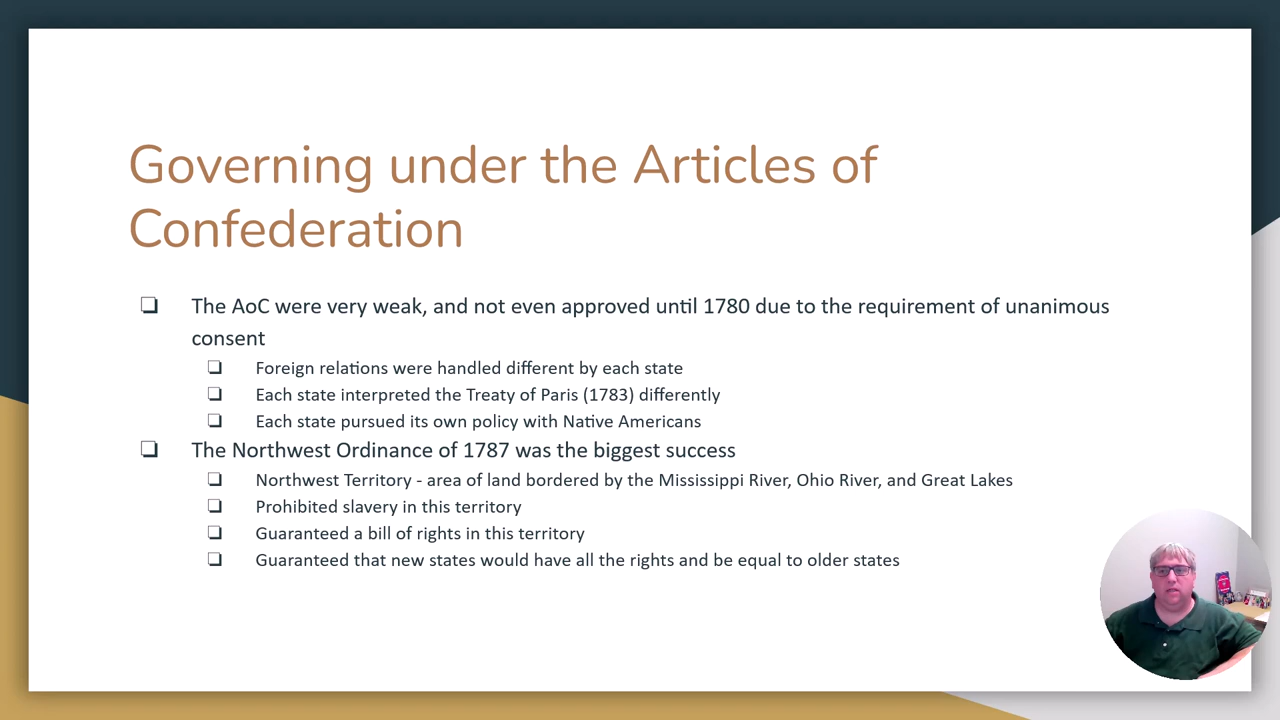 Governing under the Articles of
Confederation
The AoC were very weak, and not even approved until 1780 due to the requirement of unanimous
consent
Foreign relations were handled different by each state
Each state interpreted the Treaty of Paris (1783) differently
Each state pursued its own policy with Native Americans
The Northwest Ordinance of 1787 was the biggest success
Northwest Territory - area of land bordered by the Mississippi River, Ohio River, and Great Lakes
Prohibited slavery in this territory
Guaranteed a bill of rights in this territory
Guaranteed that new states would have all the rights and be equal to older states